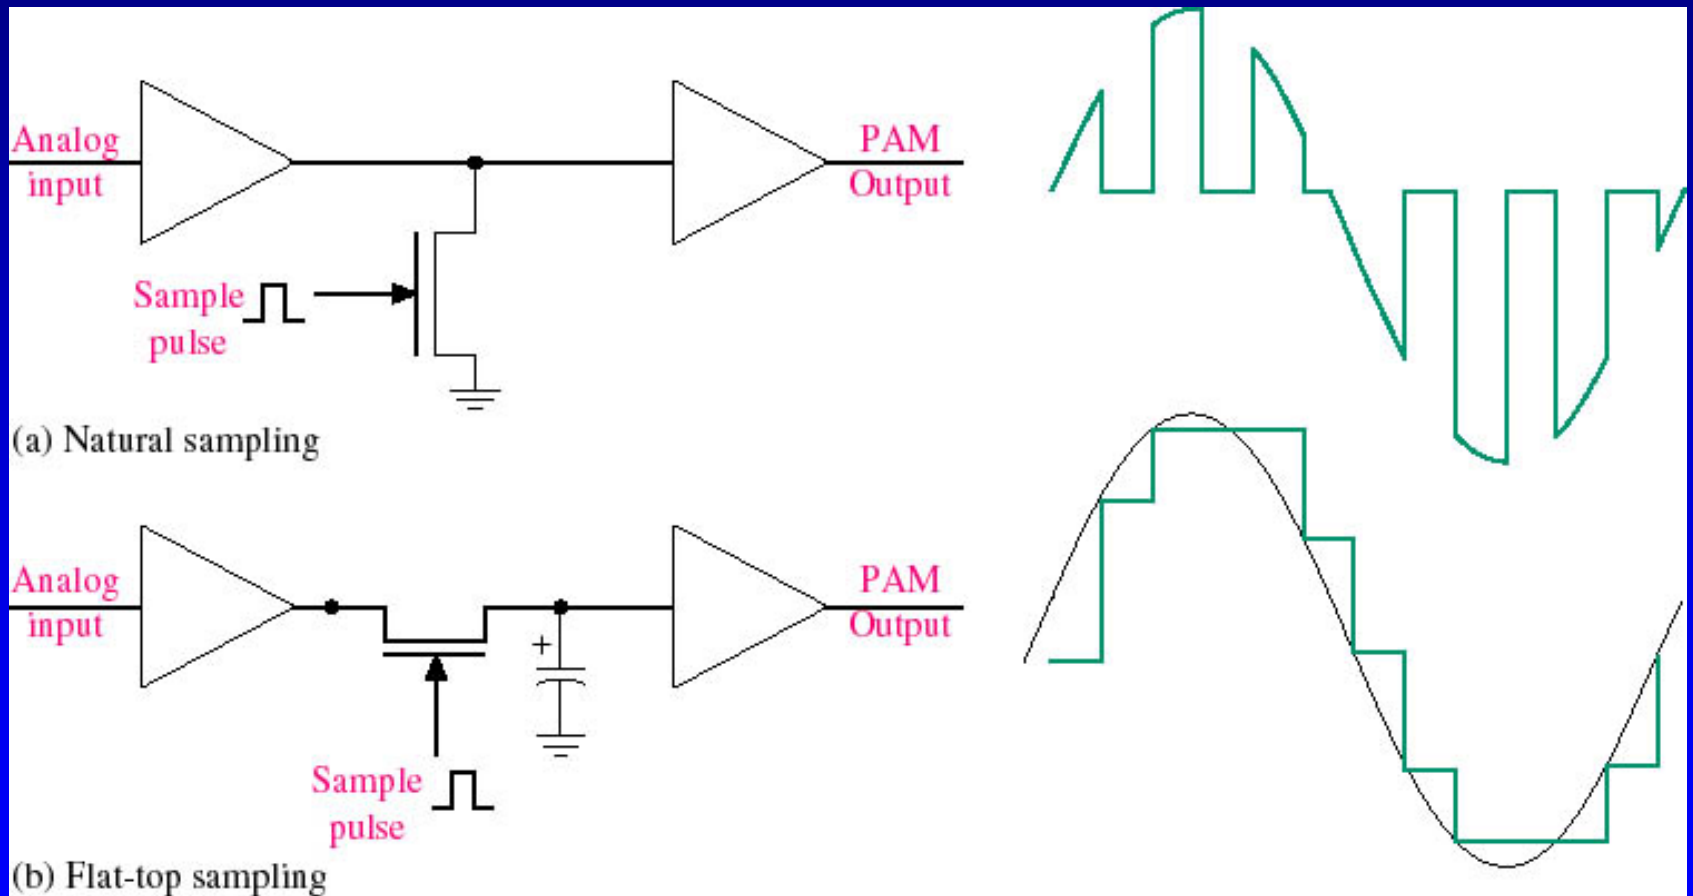 Analog
input
PAM
Output
Sample
pulse
(a) Natural sampling
Analog
input
+
PAM
Output
Sample
pulse
(b) Flat-top sampling